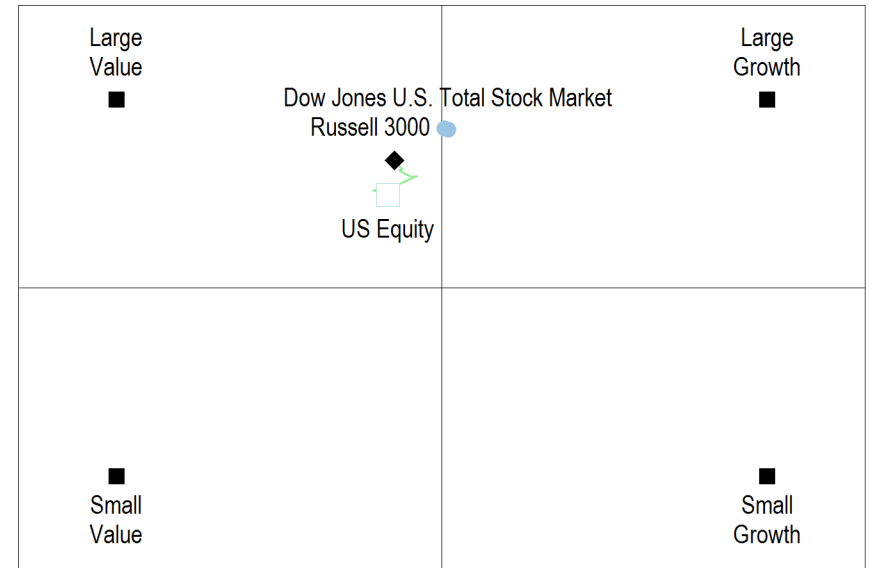 Large
Value
Large
Growth
Dow Jones U.S. Total Stock Market
Russell 3000
US Equity
Small
Value
Small
Growth